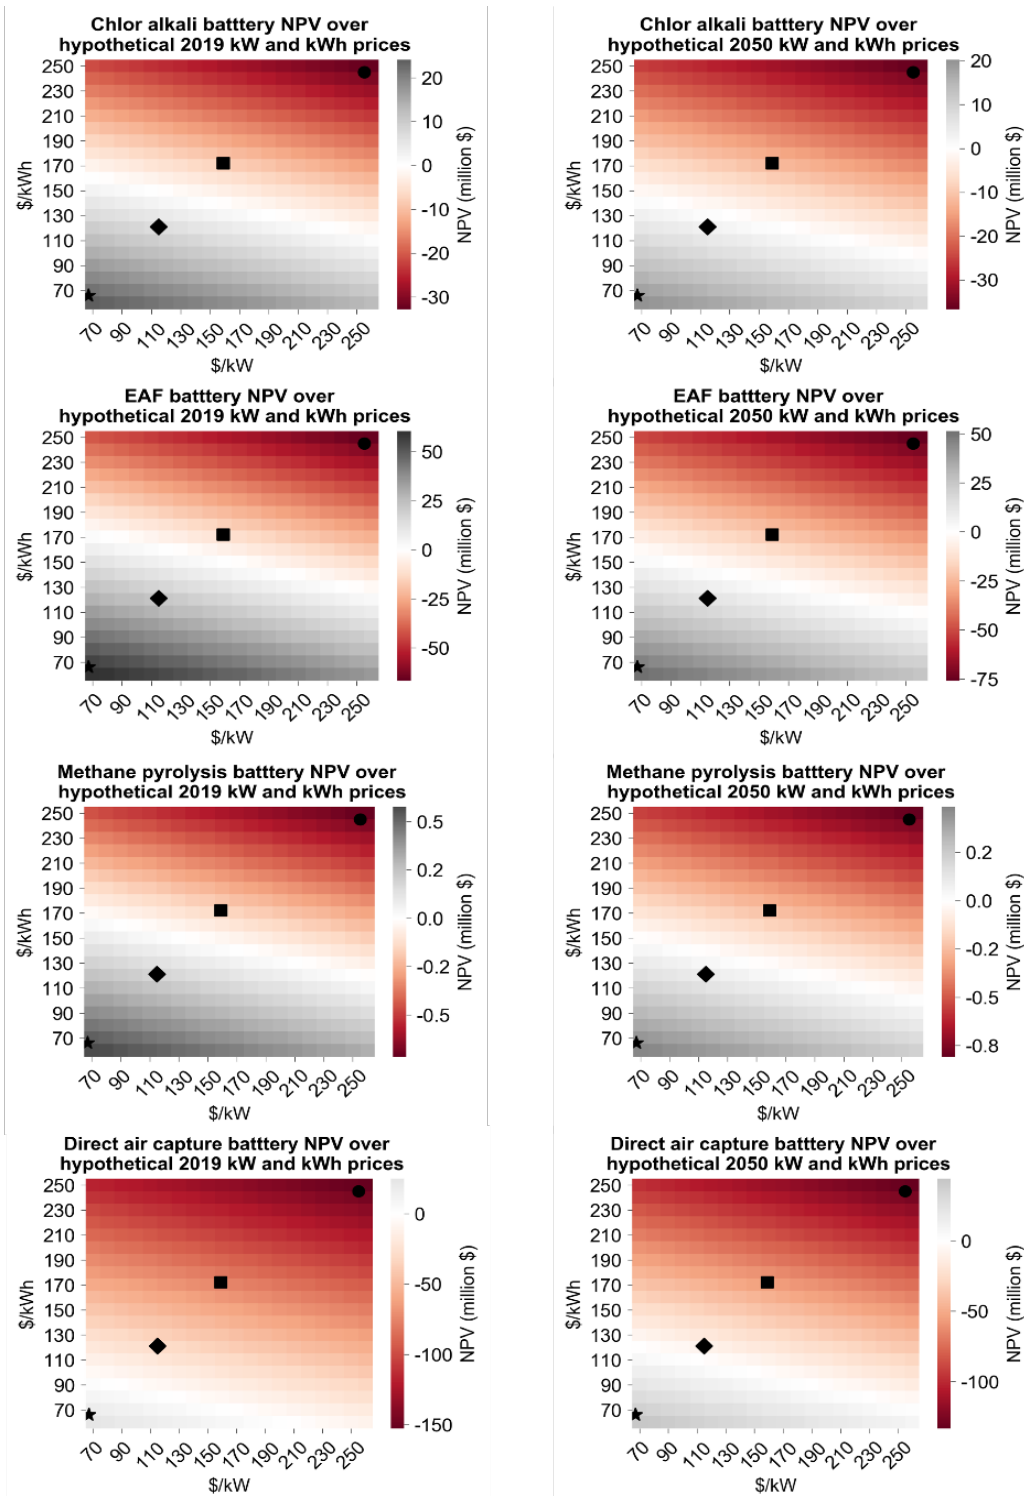 Chlor alkali batttery NPV over
hypothetical 2019 kW and kWh prices
250
230
210
190
170
150
130
110
90
70
$/kWh
70 90 110 130 150 170 190 210 230 250
$/kW
20
10
0
-10
-20
-30
NPV (million $)
Chlor alkali batttery NPV over
hypothetical 2050 kW and kWh prices
250
230
210
190
170
150
130
110
90
70
$/kWh
70 90 110 130 150 170 190 210 230 250
$/kW
20
10
0
-10
-20
-30
NPV (million $)
EAF batttery NPV over
hypothetical 2019 kW and kWh prices
250
230
210
190
170
150
130
110
90
70
$/kWh
70 90 110 130 150 170 190 210 230 250
$/kW
50
25
0
-25
-50
NPV (million $)
EAF batttery NPV over
hypothetical 2050 kW and kWh prices
250
230
210
190
170
150
130
110
90
70
$/kWh
70 90 110 130 150 170 190 210 230 250
$/kW
50
25
0
-25
-50
-75
NPV (million $)
Methane pyrolysis batttery NPV over
hypothetical 2019 kW and kWh prices
250
230
210
190
170
150
130
110
90
70
$/kWh
70 90 110 130 150 170 190 210 230 250
$/kW
0.5
0.2
0.0
-0.2
-0.5
NPV (million $)
Methane pyrolysis batttery NPV over
hypothetical 2050 kW and kWh prices
250
230
210
190
170
150
130
110
90
70
$/kWh
70 90 110 130 150 170 190 210 230 250
$/kW
0.2
0.0
-0.2
-0.5
-0.8
NPV (million $)
Direct air capture batttery NPV over
hypothetical 2019 kW and kWh prices
250
230
210
190
170
150
130
110
90
70
$/kWh
70 90 110 130 150 170 190 210 230 250
$/kW
0
-50
-100
-150
NPV (million $)
Direct air capture batttery NPV over
hypothetical 2050 kW and kWh prices
250
230
210
190
170
150
130
110
90
70
$/kWh
70 90 110 130 150 170 190 210 230 250
$/kW
0
-50
-100
NPV (million $)